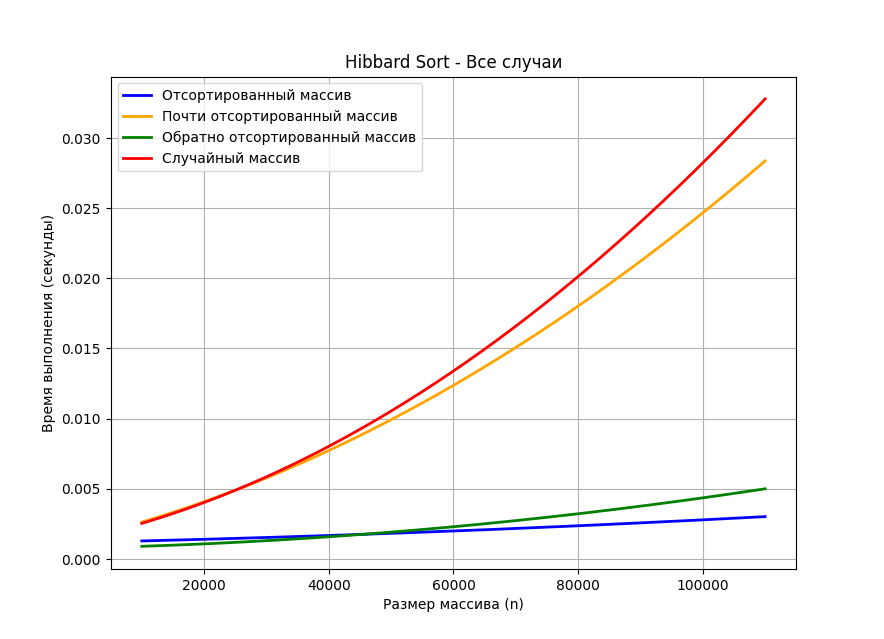 Hibbard Sort - Все случаи
Отсортированный массив
Почти отсортированный массив
Обратно отсортированный массив
Случайный массив
0.030
0.025
0.020
0.015
0.010
0.005
0.000
Время выполнения (секунды)
20000 40000 60000 80000 100000
Размер массива (n)